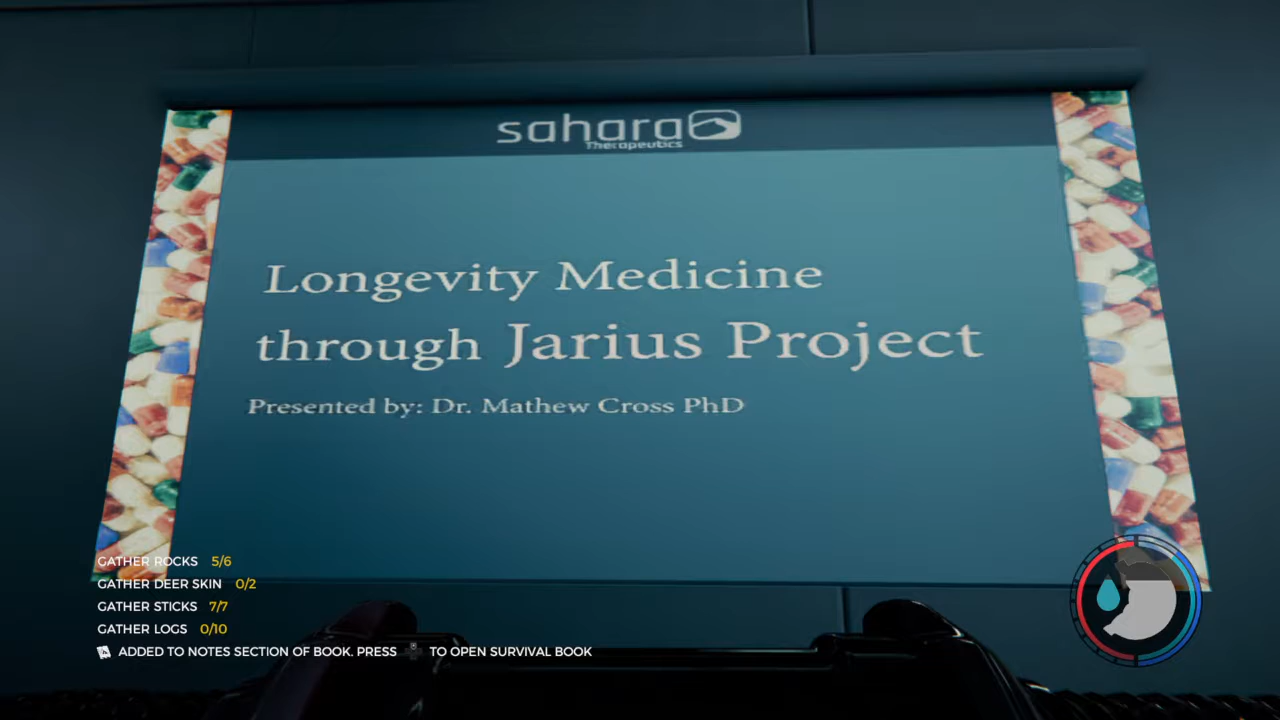 sahara
Therapeutics
Longevity Medicine
through Jarius Project
Presented by: Dr. Mathew Cross PhD
GATHER ROCKS 5/6
GATHER DEER SKIN 0/2
GATHER STICKS 7/7
GATHER LOGS 0/10
ADDED TO NOTES SECTION OF BOOK. PRESS TO OPEN SURVIVAL BOOK